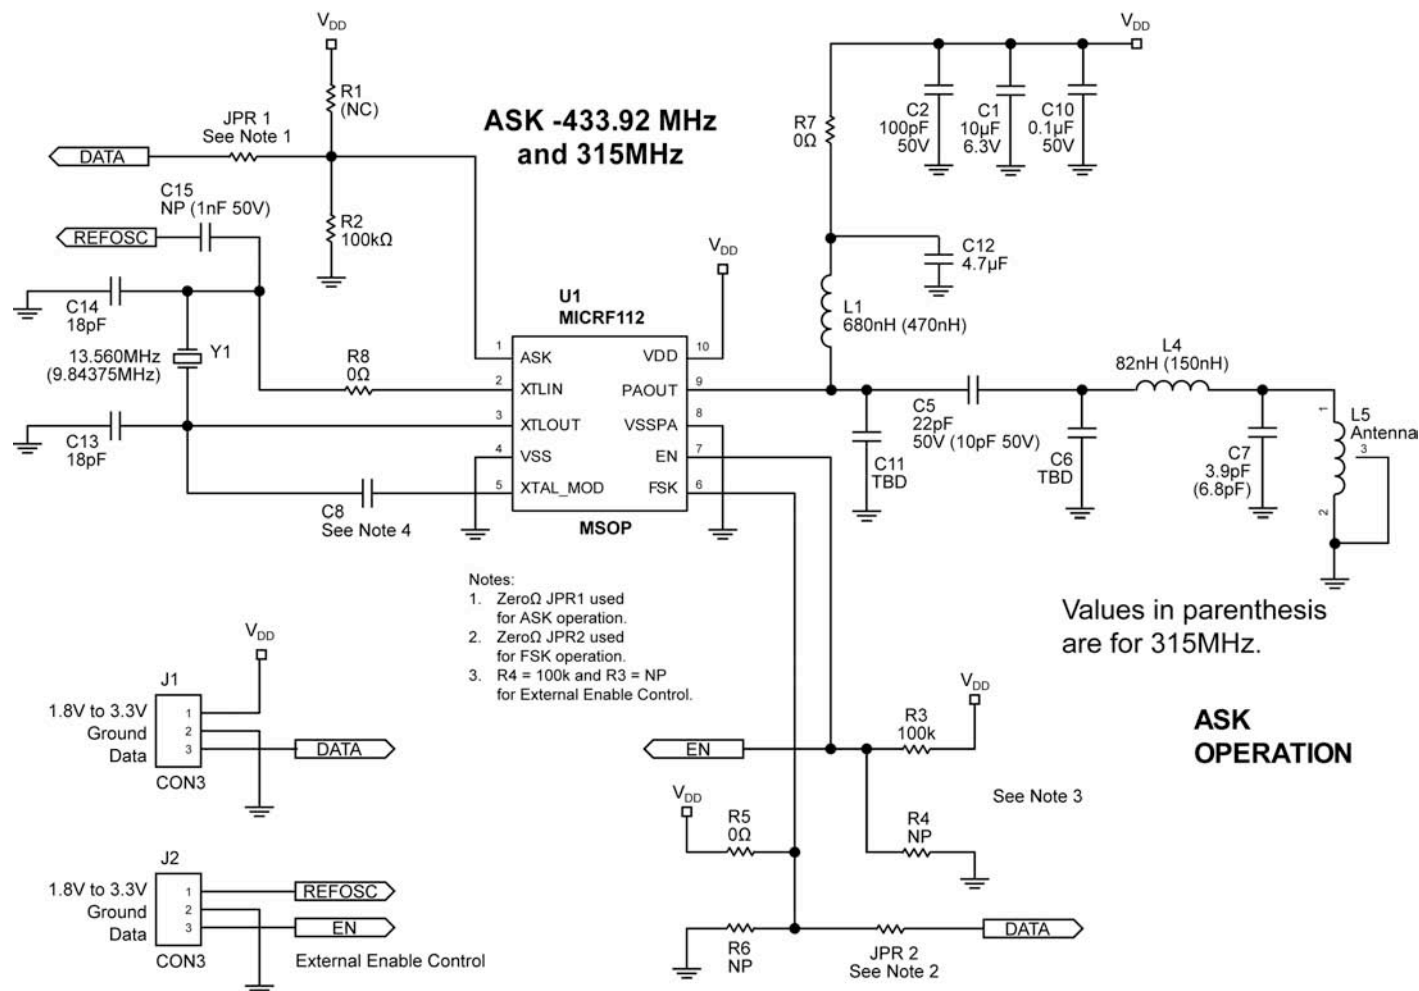 V_DD
R1
(NC)
JPR 1
See Note 1
DATA
ASK -433.92 MHz
and 315MHz
C15
NP (1nF 50V)
REFOSC
R2
100kΩ
C14
18pF
13.560MHz
(9.84375MHz)
Y1
R8
0Ω
C13
18pF
C8
See Note 4
U1
MICRF112
1 ASK
2 XTLIN
3 XTLOUT
4 VSS
5 XTAL_MOD
VDD 10
PAOUT 9
VSSPA 8
EN 7
FSK 6
MSOP
V_DD
V_DD
R7
0Ω
C2
100pF
50V
C1
10µF
6.3V
C10
0.1µF
50V
C12
4.7µF
L1
680nH (470nH)
L4
82nH (150nH)
C11
TBD
C5
22pF
50V (10pF 50V)
C6
TBD
C7
3.9pF
(6.8pF)
1
L5
Antenna
3
2
Notes:
1. ZeroΩ JPR1 used
for ASK operation.
2. ZeroΩ JPR2 used
for FSK operation.
3. R4 = 100k and R3 = NP
for External Enable Control.
Values in parenthesis
are for 315MHz.
ASK
OPERATION
V_DD
J1
1.8V to 3.3V 1
Ground 2
Data 3
DATA
CON3
J2
1.8V to 3.3V 1
Ground 2
Data 3
REFOSC
EN
CON3
External Enable Control
EN
R3
100k
V_DD
See Note 3
R4
NP
V_DD
R5
0Ω
R6
NP
JPR 2
See Note 2
DATA